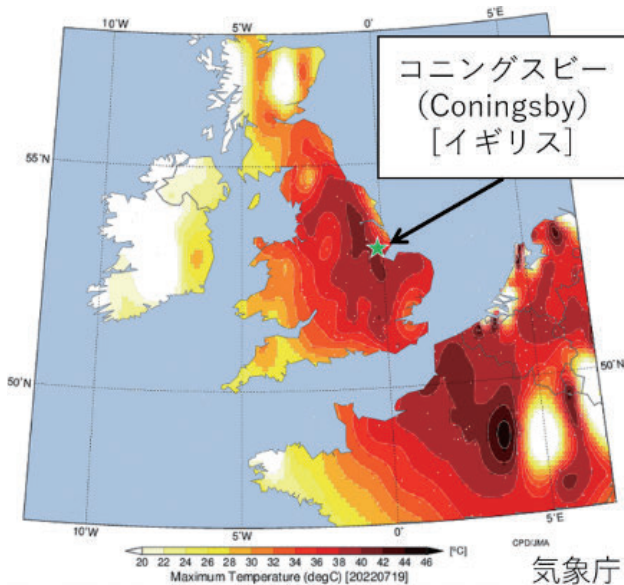 10˚W 5˚W 0˚ 5˚E
コニングスビー
(Coningsby)
[イギリス]
55˚N
50˚N 50˚N
10˚W 5˚W 0˚ 5˚E
[°C]
CPD/JMA
20 22 24 26 28 30 32 34 36 38 40 42 44 46
Maximum Temperature (degC) [20220719]
気象庁